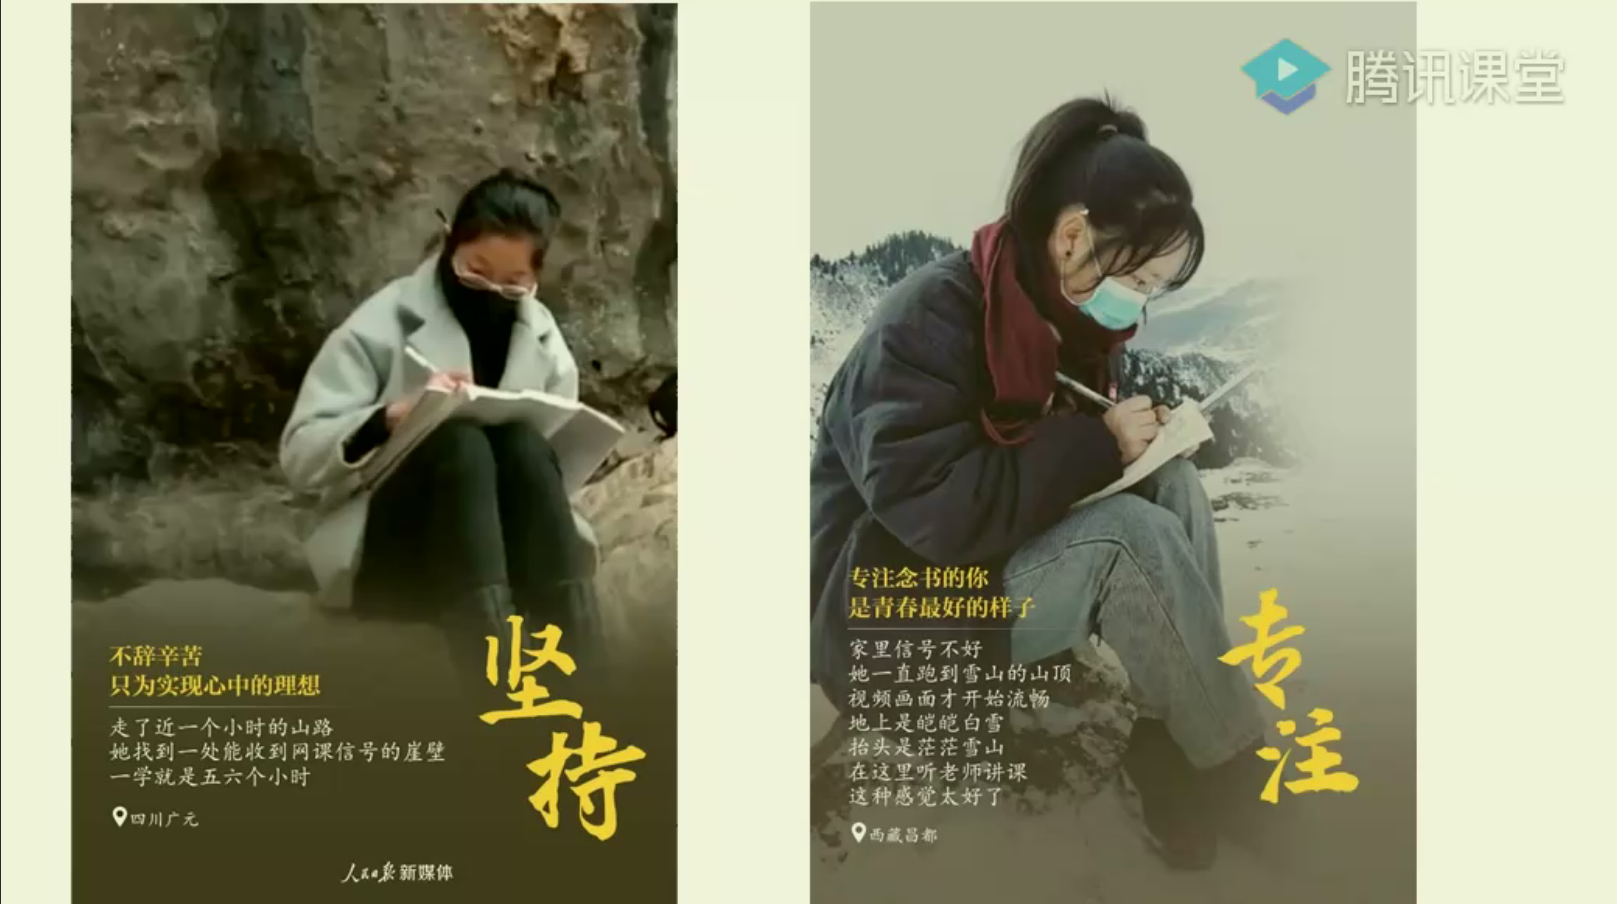 腾讯课堂
不辞辛苦
只为实现心中的理想
走了近一个小时的山路
她找到一处能收到网课信号的崖壁
一学就是五六个小时
四川广元
坚持
人民日报新媒体
专注念书的你
是青春最好的样子
家里信号不好
她一直跑到雪山的山顶
视频画面才开始流畅
地上是皑皑白雪
抬头是茫茫雪山
在这里听老师讲课
这种感觉太好了
西藏昌都
专注